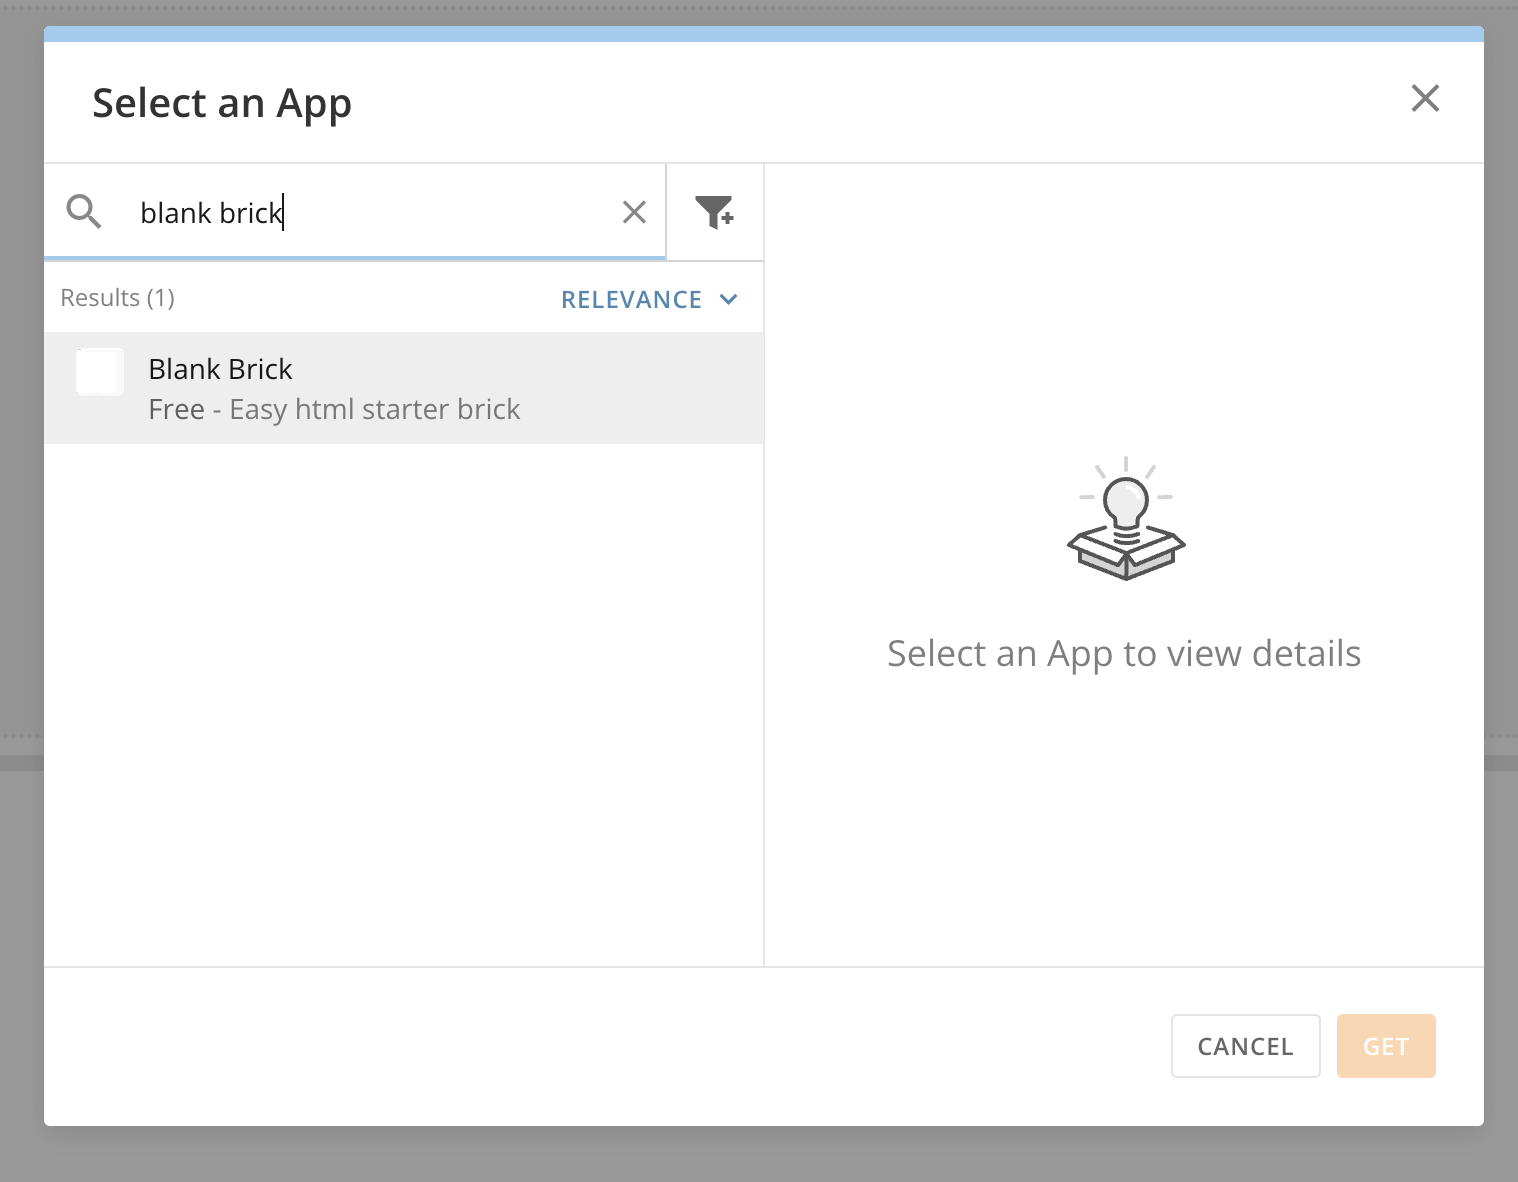 Select an App
blank brick
Results (1)
RELEVANCE
Blank Brick
Free - Easy html starter brick
Select an App to view details
CANCEL
GET